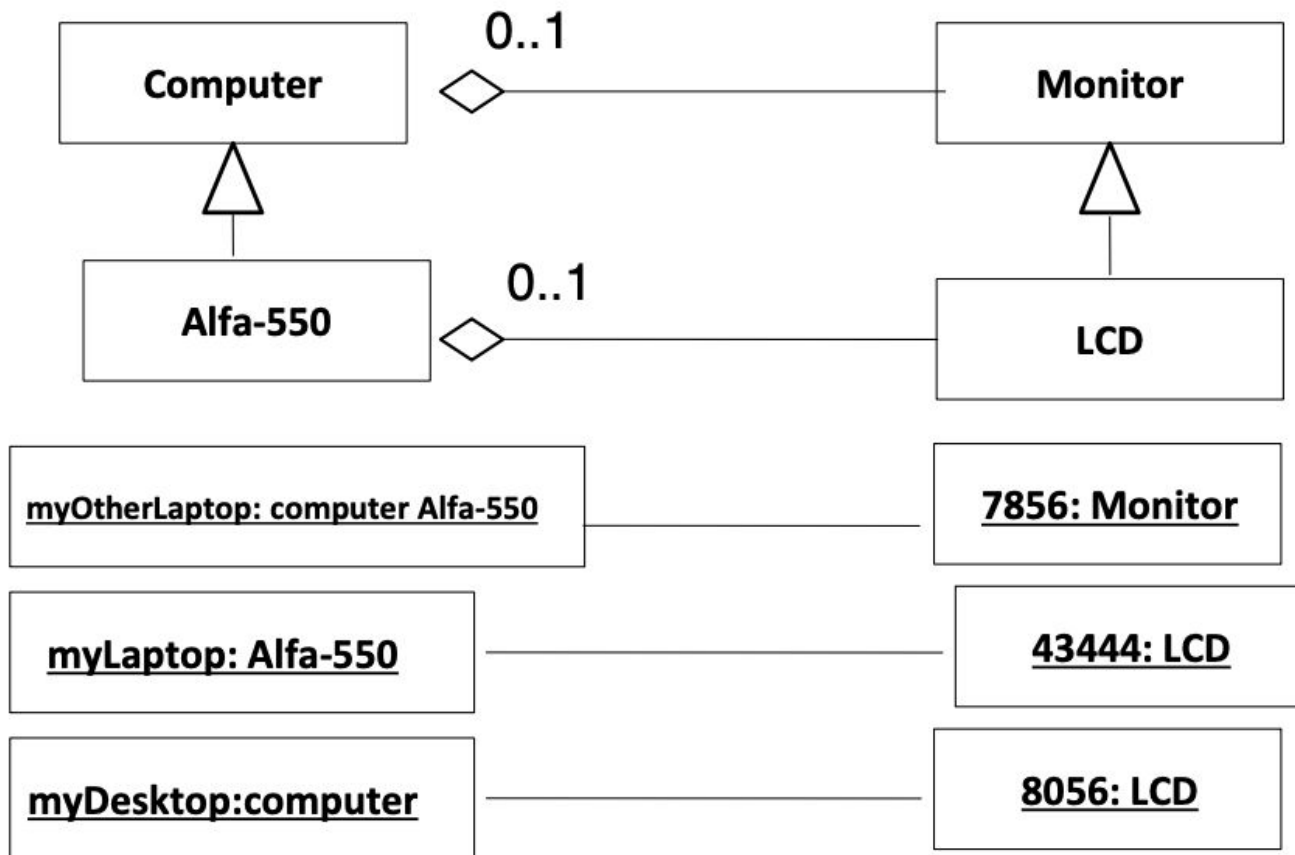 0..1
Computer
Monitor
0..1
Alfa-550
LCD
myOtherLaptop: computer Alfa-550
7856: Monitor
myLaptop: Alfa-550
43444: LCD
myDesktop:computer
8056: LCD